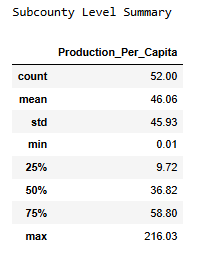 Subcounty Level Summary
Production_Per_Capita
count 52.00
mean 46.06
std 45.93
min 0.01
25% 9.72
50% 36.82
75% 58.80
max 216.03